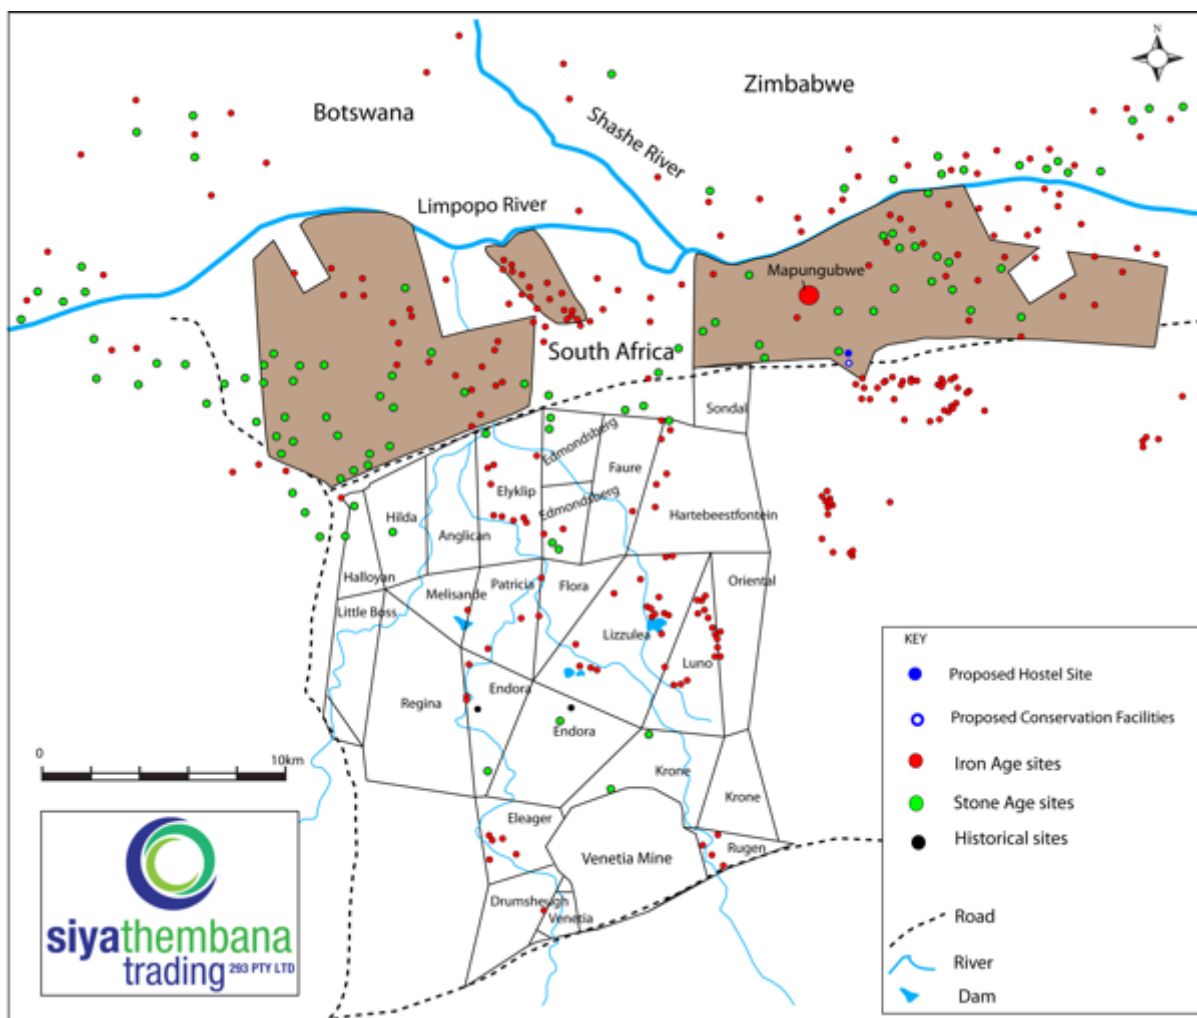 N
Zimbabwe
Botswana
Shashe River
Limpopo River
Mapungubwe
South Africa
Sondal
Edmondsberg
Faure
Elyklip
Edmondsberg
Hartebeestfontein
Hilda
Anglican
Halloyan
Patricia
Flora
Oriental
Melisande
Little Boss
Lizzulea
Luno
Endora
Regina
Endora
Krone
Krone
Eleager
Rugen
Venetia Mine
Drumsheugh
Venetia
0
10km
siyathembana
trading 293 PTY LTD
KEY
Proposed Hostel Site
Proposed Conservation Facilities
Iron Age sites
Stone Age sites
Historical sites
Road
River
Dam